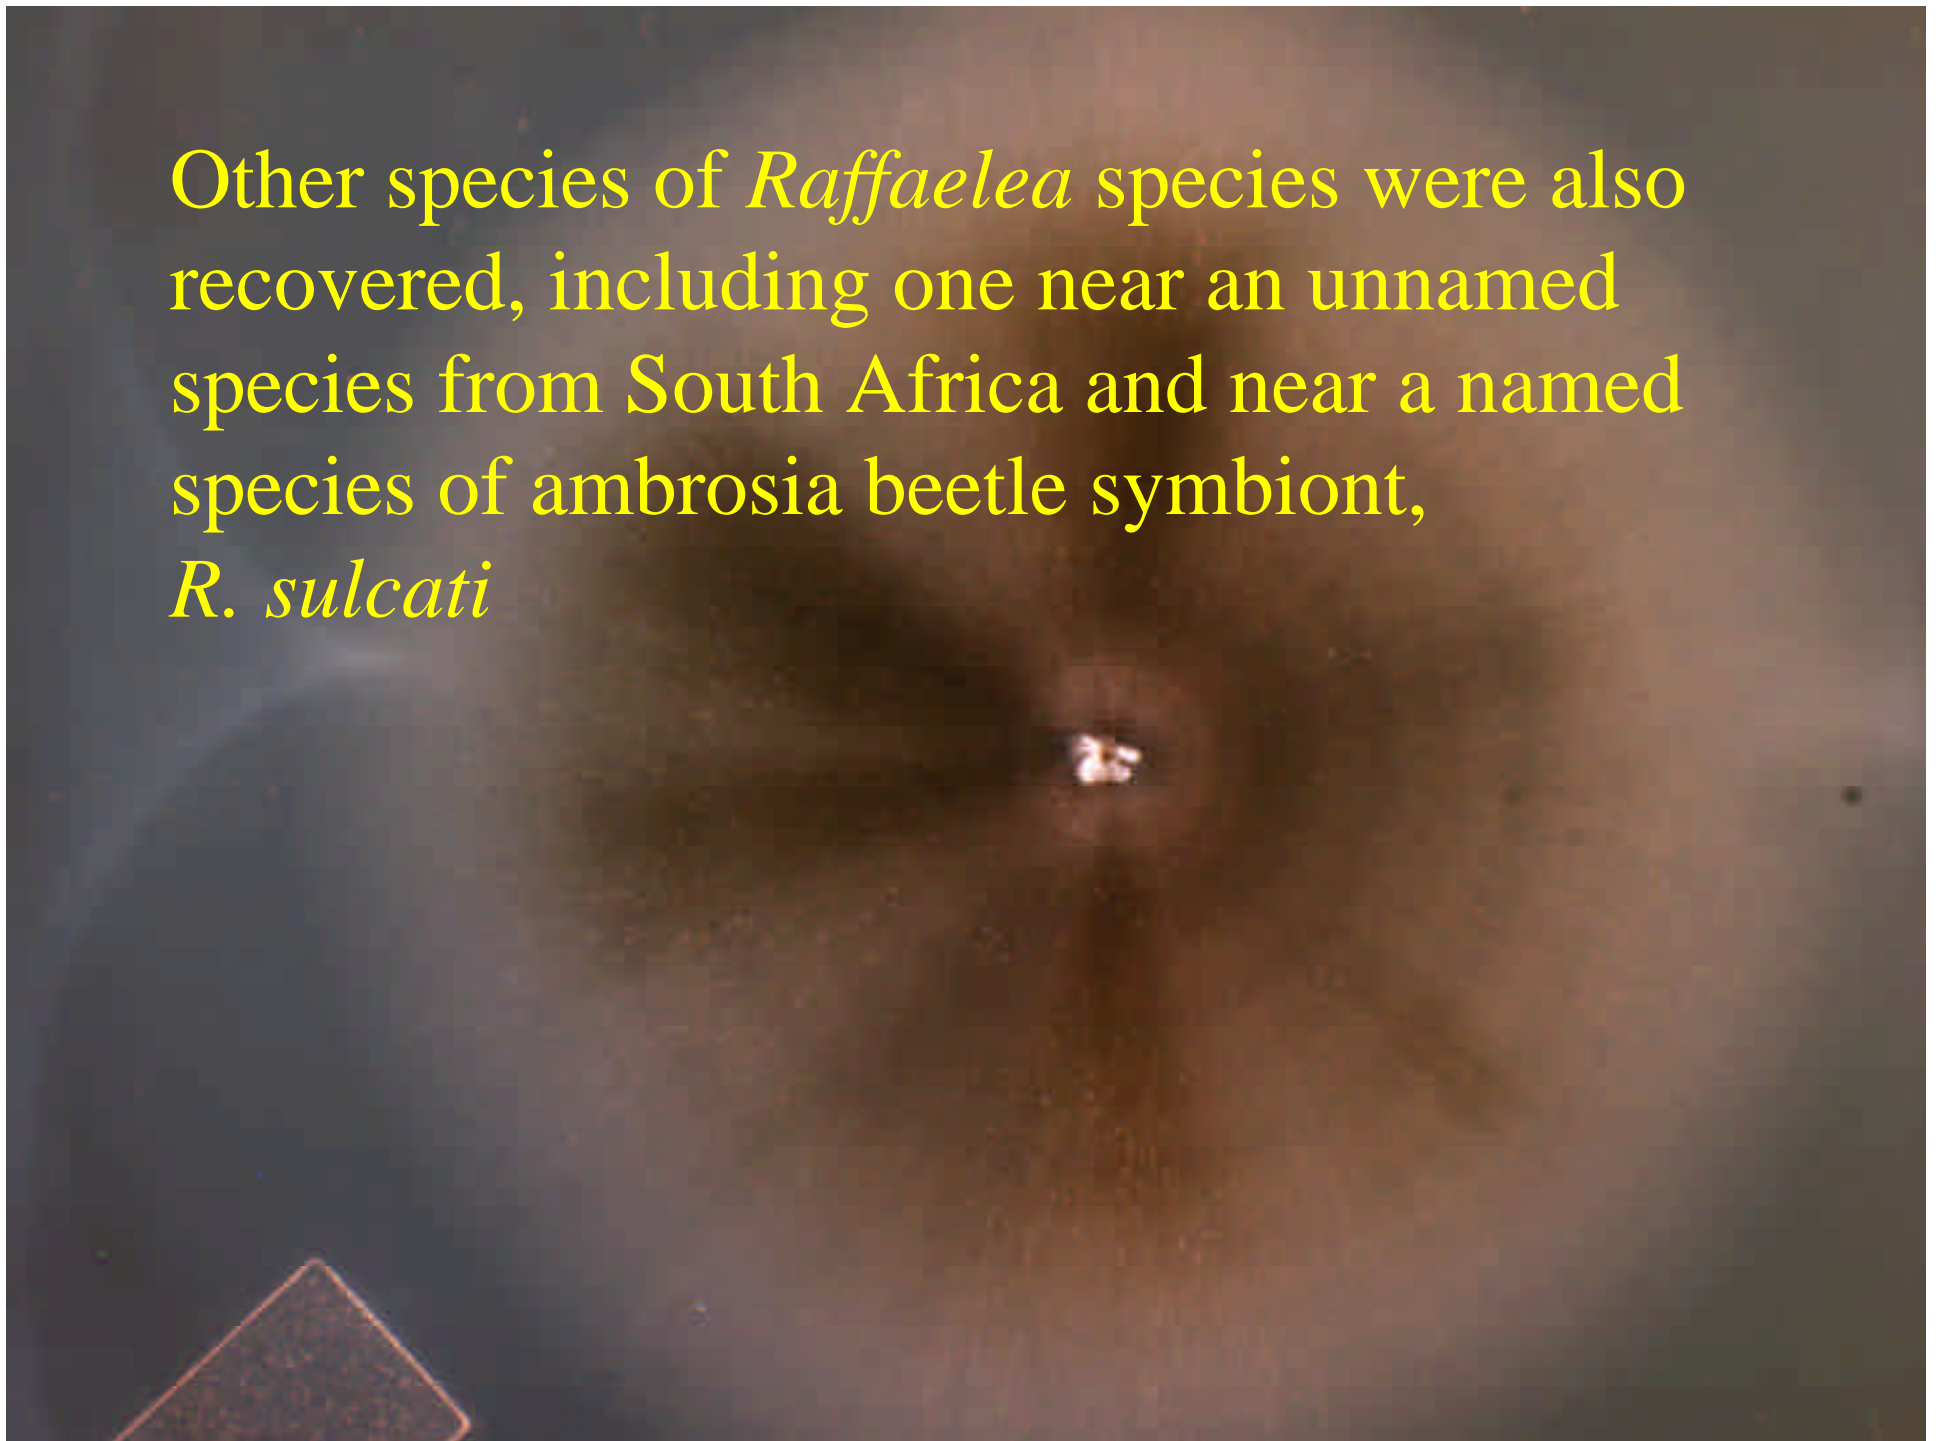 Other species of Raffaelea species were also
recovered, including one near an unnamed
species from South Africa and near a named
species of ambrosia beetle symbiont,
R. sulcati